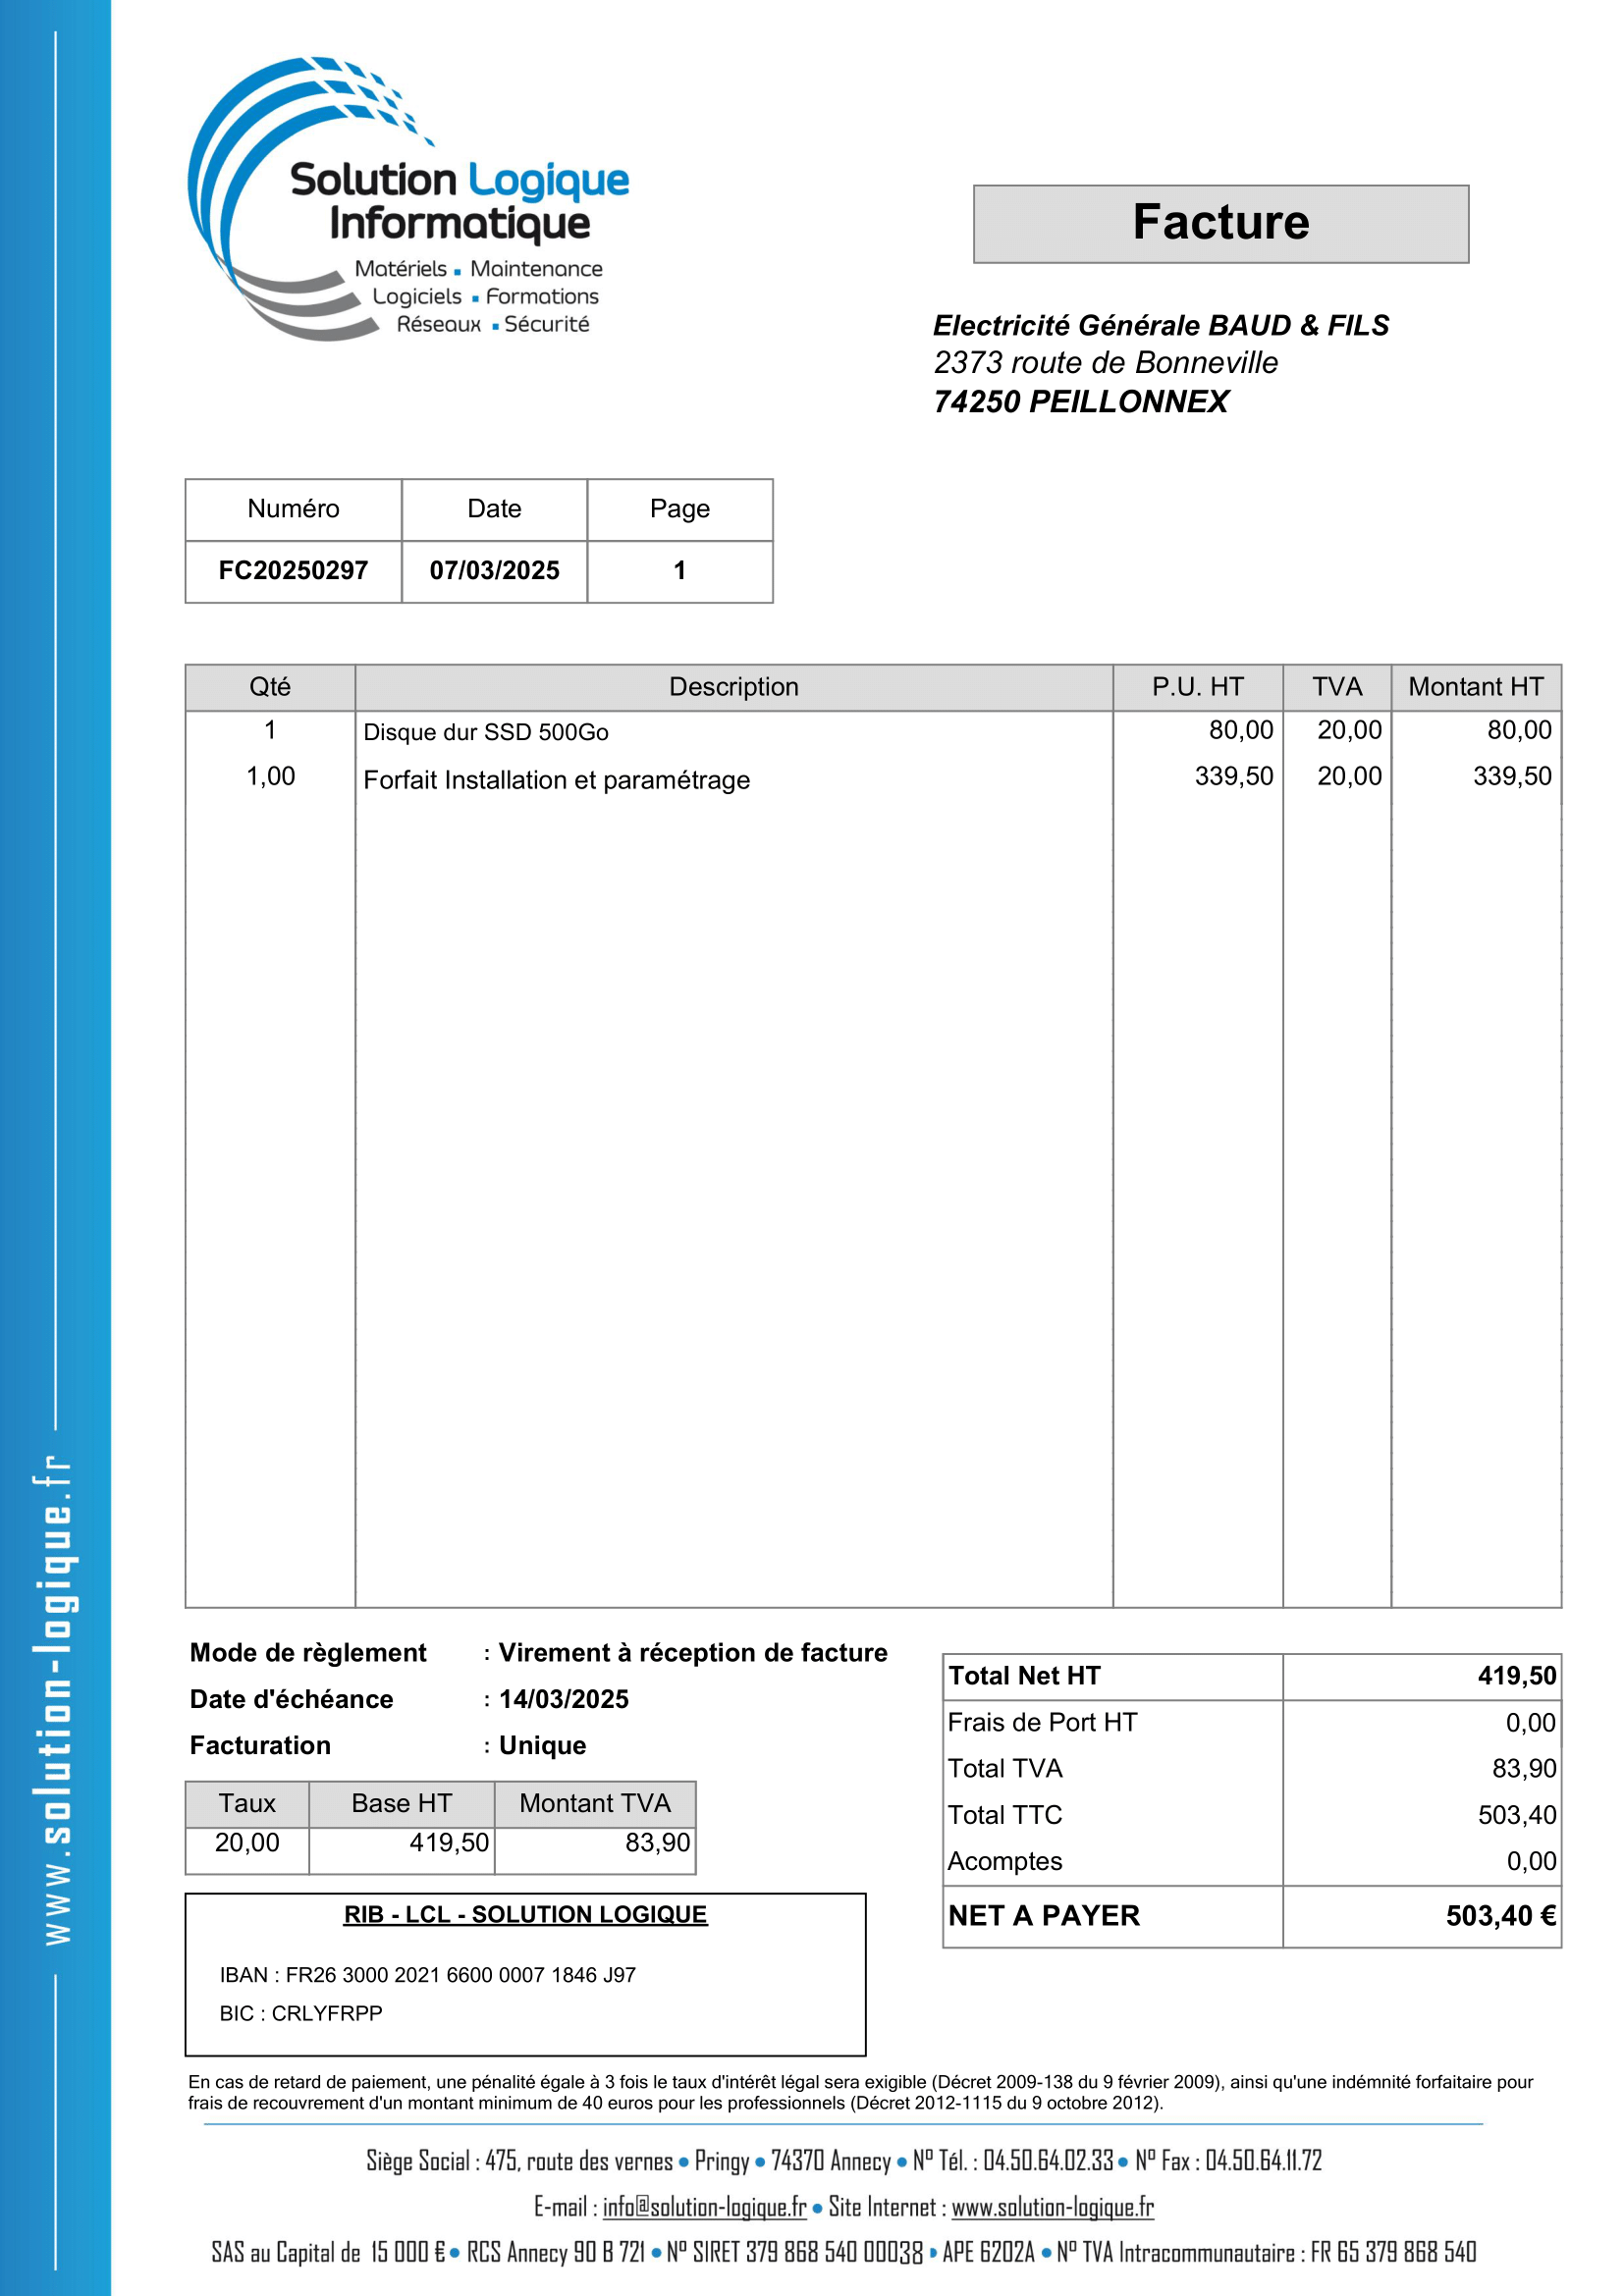 Solution Logique
Informatique
Matériels ▪ Maintenance
Logiciels ▪ Formations
Réseaux ▪ Sécurité
Facture
Electricité Générale BAUD & FILS
2373 route de Bonneville
74250 PEILLONNEX
Numéro Date Page
FC20250297 07/03/2025 1
Qté Description P.U. HT TVA Montant HT
1 Disque dur SSD 500Go 80,00 20,00 80,00
1,00 Forfait Installation et paramétrage 339,50 20,00 339,50
www.solution-logique.fr
Mode de règlement : Virement à réception de facture
Date d'échéance : 14/03/2025
Facturation : Unique
Taux Base HT Montant TVA
20,00 419,50 83,90
Total Net HT 419,50
Frais de Port HT 0,00
Total TVA 83,90
Total TTC 503,40
Acomptes 0,00
NET A PAYER 503,40 €
RIB - LCL - SOLUTION LOGIQUE
IBAN : FR26 3000 2021 6600 0007 1846 J97
BIC : CRLYFRPP
En cas de retard de paiement, une pénalité égale à 3 fois le taux d'intérêt légal sera exigible (Décret 2009-138 du 9 février 2009), ainsi qu'une indémnité forfaitaire pour
frais de recouvrement d'un montant minimum de 40 euros pour les professionnels (Décret 2012-1115 du 9 octobre 2012).
Siège Social : 475, route des vernes • Pringy • 74370 Annecy • N° Tél. : 04.50.64.02.33 • N° Fax : 04.50.64.11.72
E-mail : info@solution-logique.fr • Site Internet : www.solution-logique.fr
SAS au Capital de 15 000 € • RCS Annecy 90 B 721 • N° SIRET 379 868 540 00038 • APE 6202A • N° TVA Intracommunautaire : FR 65 379 868 540